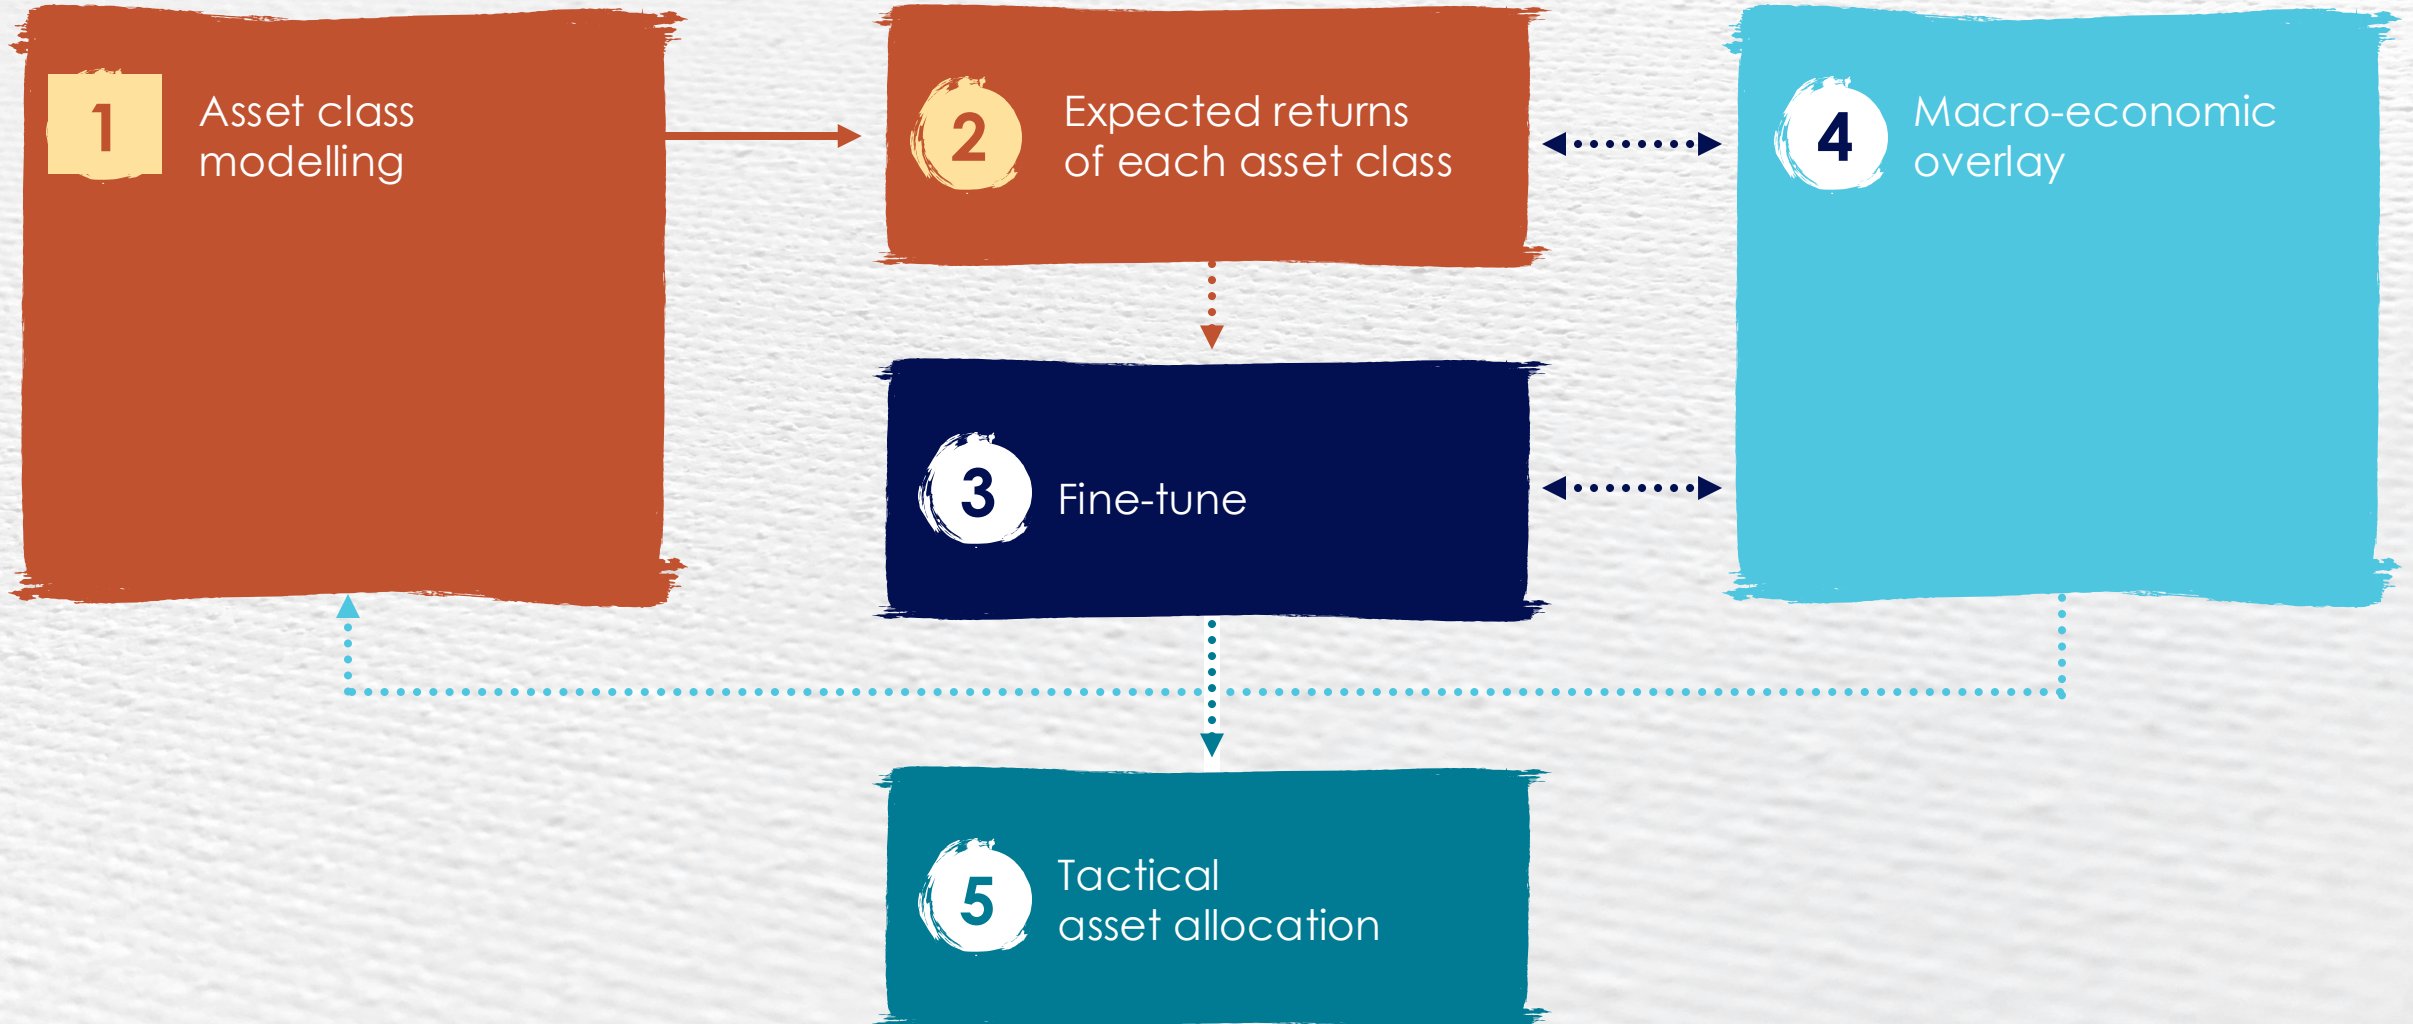 1
Asset class
modelling
2
Expected returns
of each asset class
3
Fine-tune
4
Macro-economic
overlay
5
Tactical
asset allocation